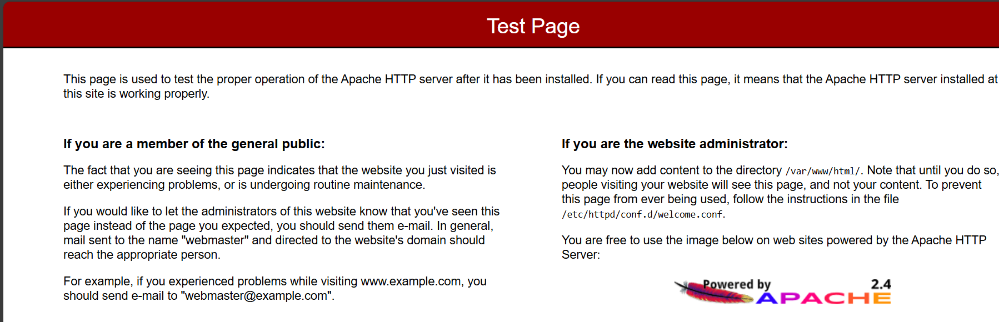 Test Page
This page is used to test the proper operation of the Apache HTTP server after it has been installed. If you can read this page, it means that the Apache HTTP server installed at
this site is working properly.
If you are a member of the general public:
The fact that you are seeing this page indicates that the website you just visited is
either experiencing problems, or is undergoing routine maintenance.
If you would like to let the administrators of this website know that you've seen this
page instead of the page you expected, you should send them e-mail. In general,
mail sent to the name "webmaster" and directed to the website's domain should
reach the appropriate person.
For example, if you experienced problems while visiting www.example.com, you
should send e-mail to "webmaster@example.com".
If you are the website administrator:
You may now add content to the directory /var/www/html/. Note that until you do so,
people visiting your website will see this page, and not your content. To prevent
this page from ever being used, follow the instructions in the file
/etc/httpd/conf.d/welcome.conf.
You are free to use the image below on web sites powered by the Apache HTTP
Server:
Powered by 2.4
APACHE